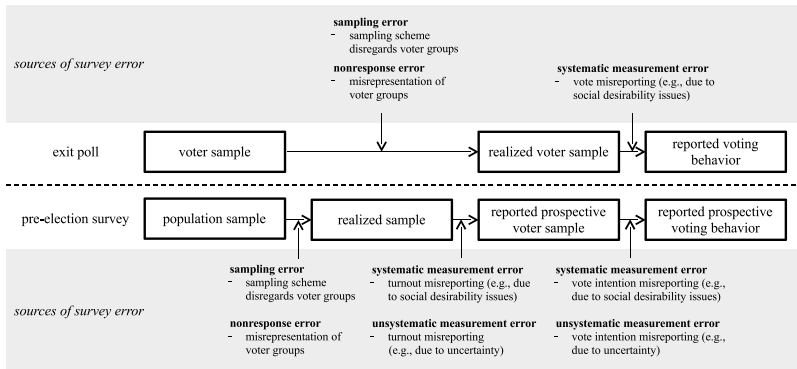 sampling error
- sampling scheme
disregards voter groups
sources of survey error
nonresponse error
- misrepresentation of
voter groups
systematic measurement error
- vote misreporting (e.g., due to
social desirability issues)
exit poll
voter sample
realized voter sample
reported voting
behavior
pre-election survey
population sample
realized sample
reported prospective
voter sample
reported prospective
voting behavior
sources of survey error
sampling error
- sampling scheme
disregards voter groups
nonresponse error
- misrepresentation of
voter groups
systematic measurement error
- turnout misreporting (e.g., due
to social desirability issues)
unsystematic measurement error
- turnout misreporting
(e.g., due to uncertainty)
systematic measurement error
- vote intention misreporting (e.g.,
due to social desirability issues)
unsystematic measurement error
- vote intention misreporting (e.g.,
due to uncertainty)